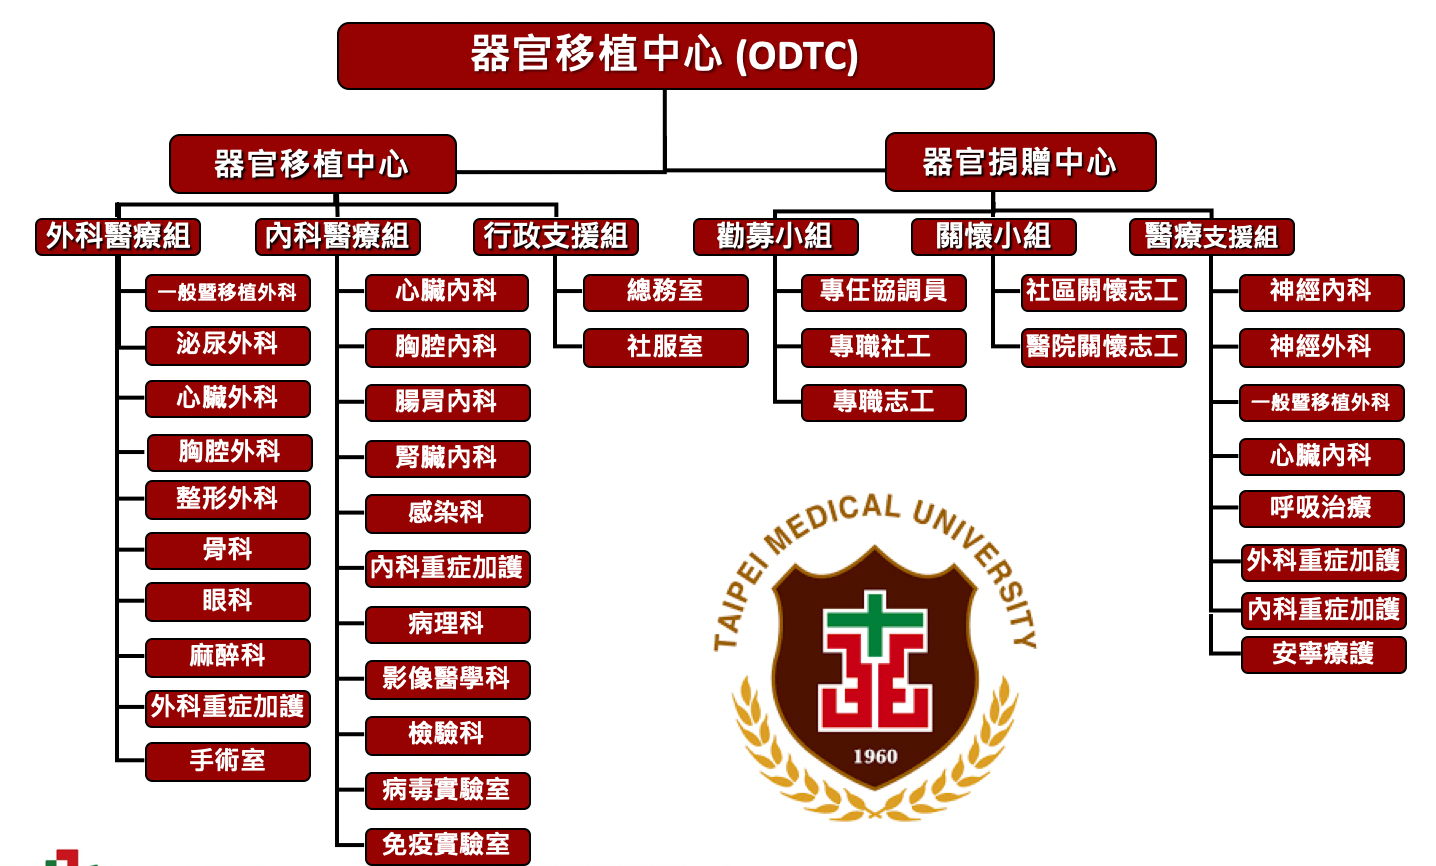 器官移植中心 (ODTC)
器官移植中心
器官捐贈中心
外科醫療組
內科醫療組
行政支援組
勸募小組
關懷小組
醫療支援組
一般暨移植外科
泌尿外科
心臟外科
胸腔外科
整形外科
骨科
眼科
麻醉科
外科重症加護
手術室
心臟內科
胸腔內科
腸胃內科
腎臟內科
感染科
內科重症加護
病理科
影像醫學科
檢驗科
病毒實驗室
免疫實驗室
總務室
社服室
專任協調員
專職社工
專職志工
社區關懷志工
醫院關懷志工
神經內科
神經外科
一般暨移植外科
心臟內科
呼吸治療
外科重症加護
內科重症加護
安寧療護
TAIPEI MEDICAL UNIVERSITY
1960